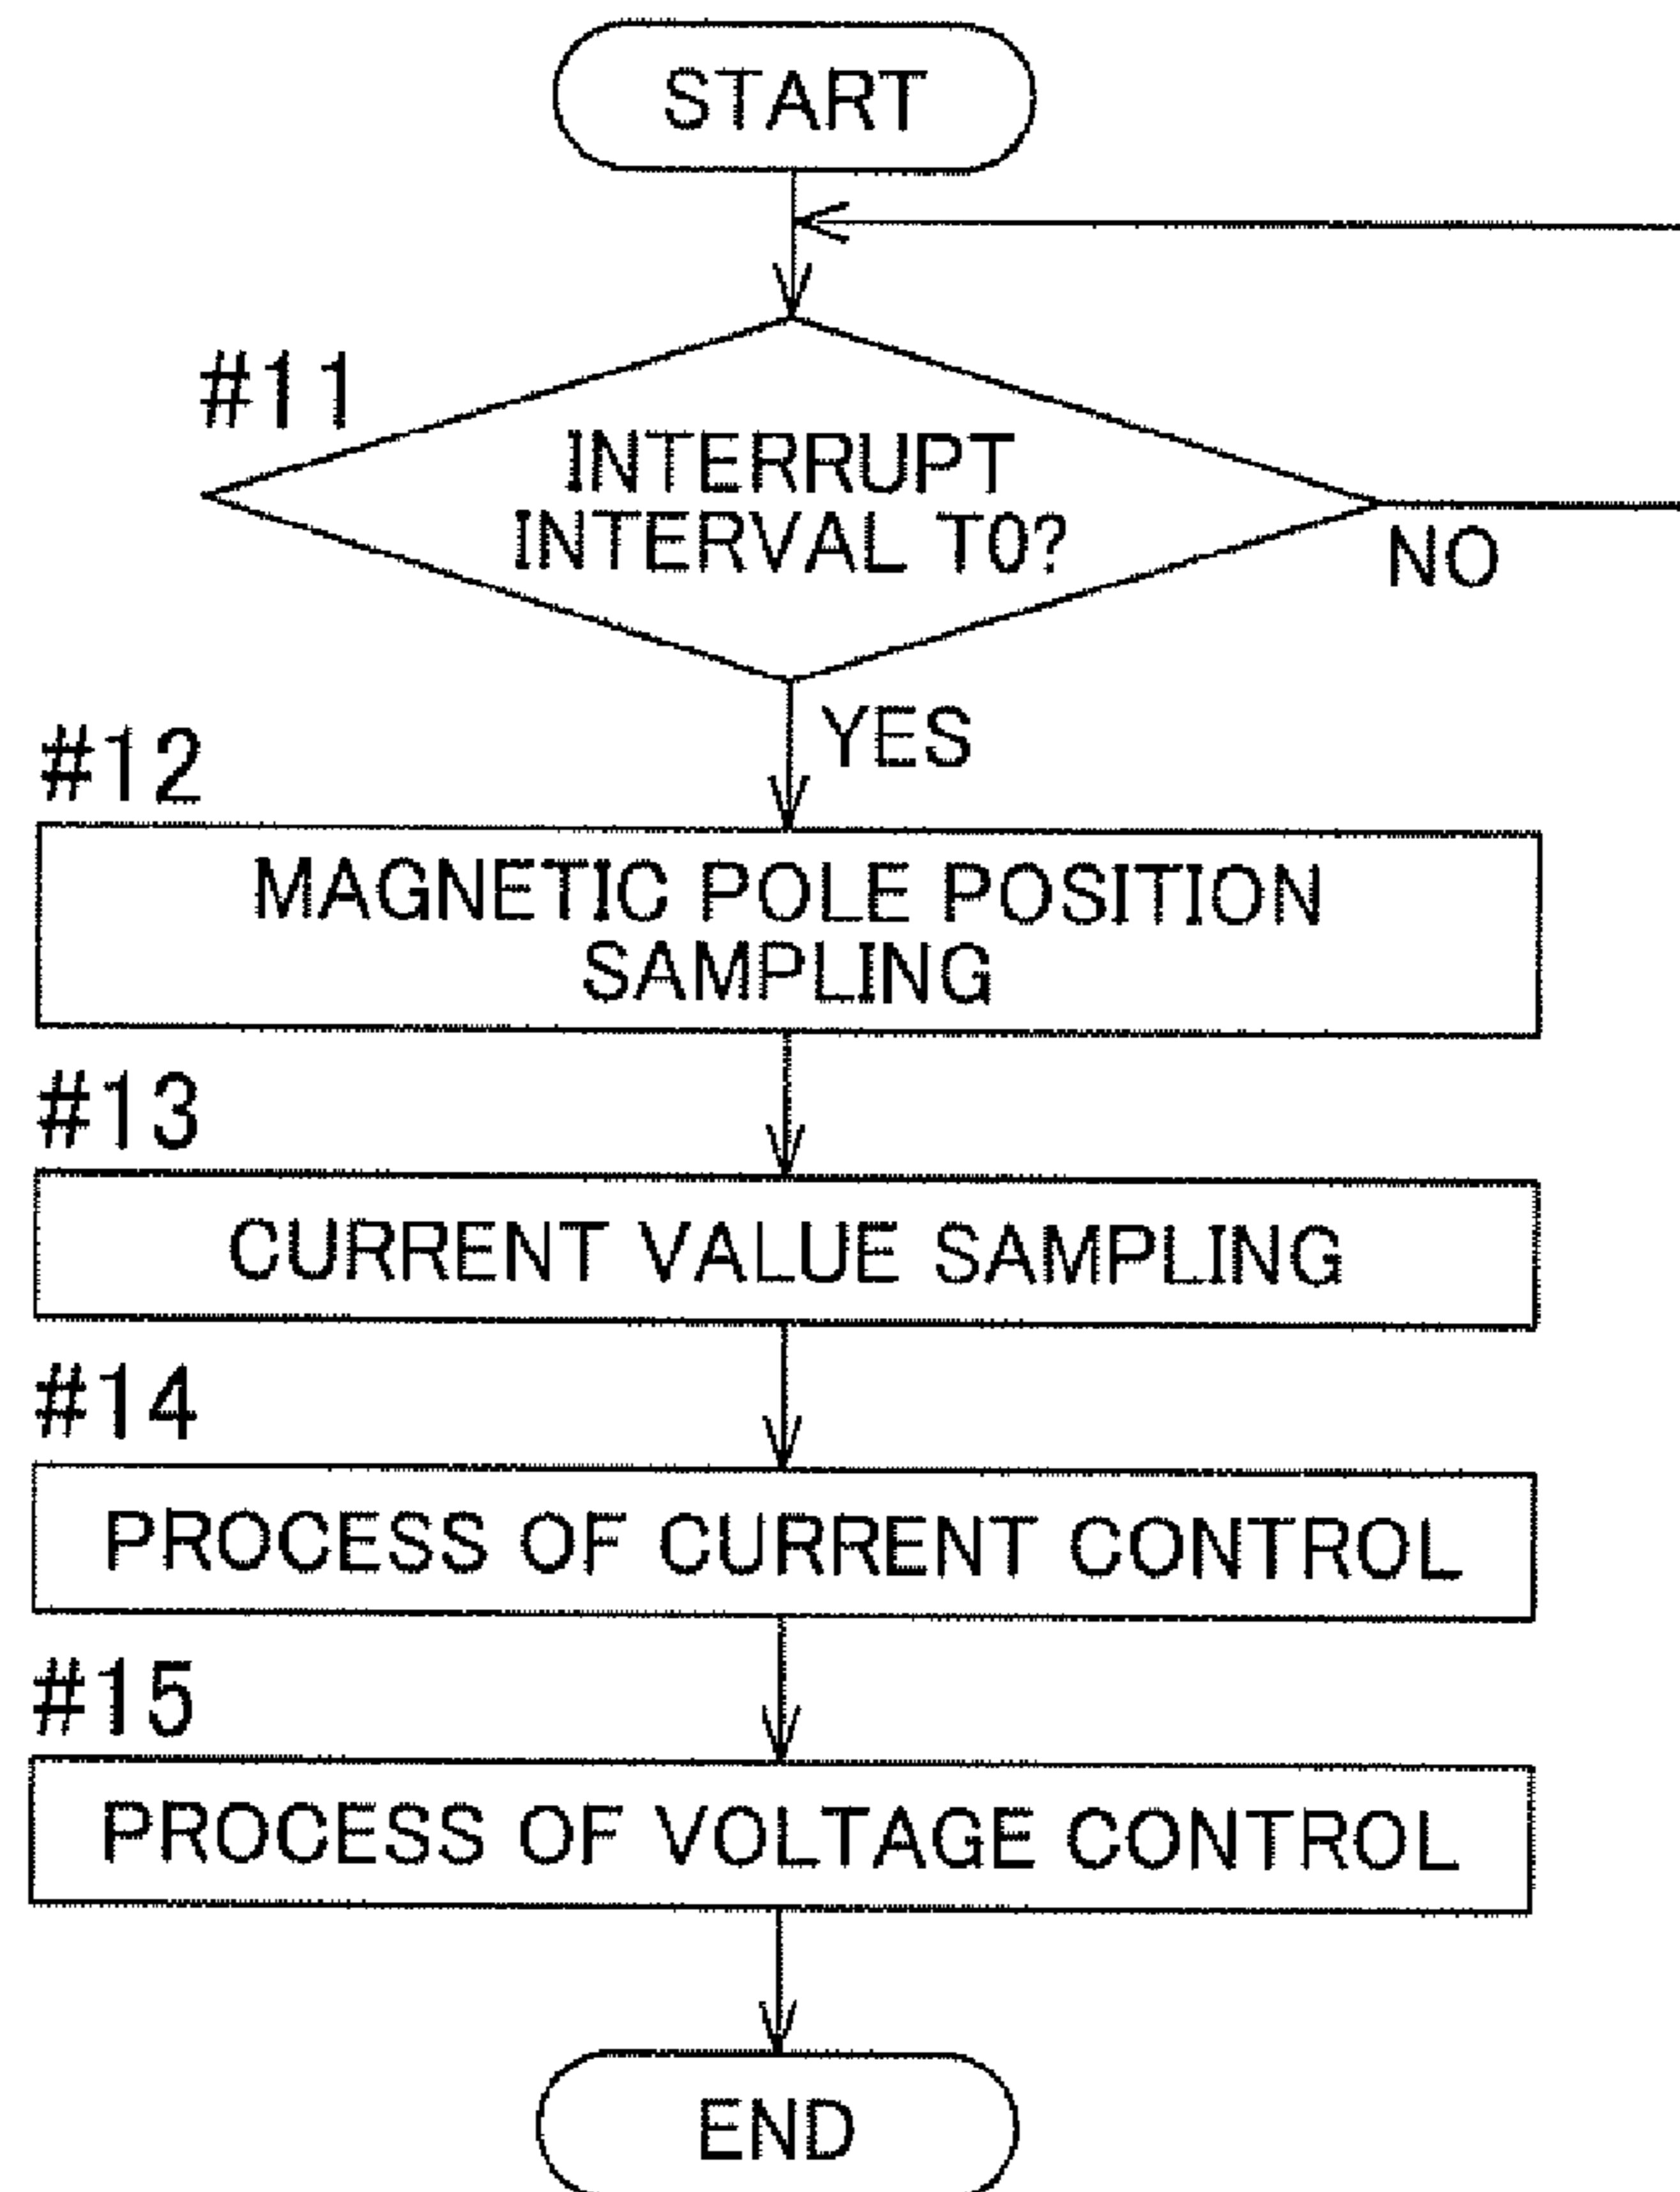 START
#11
INTERRUPT
INTERVAL T0?
NO
YES
#12
MAGNETIC POLE POSITION
SAMPLING
#13
CURRENT VALUE SAMPLING
#14
PROCESS OF CURRENT CONTROL
#15
PROCESS OF VOLTAGE CONTROL
END